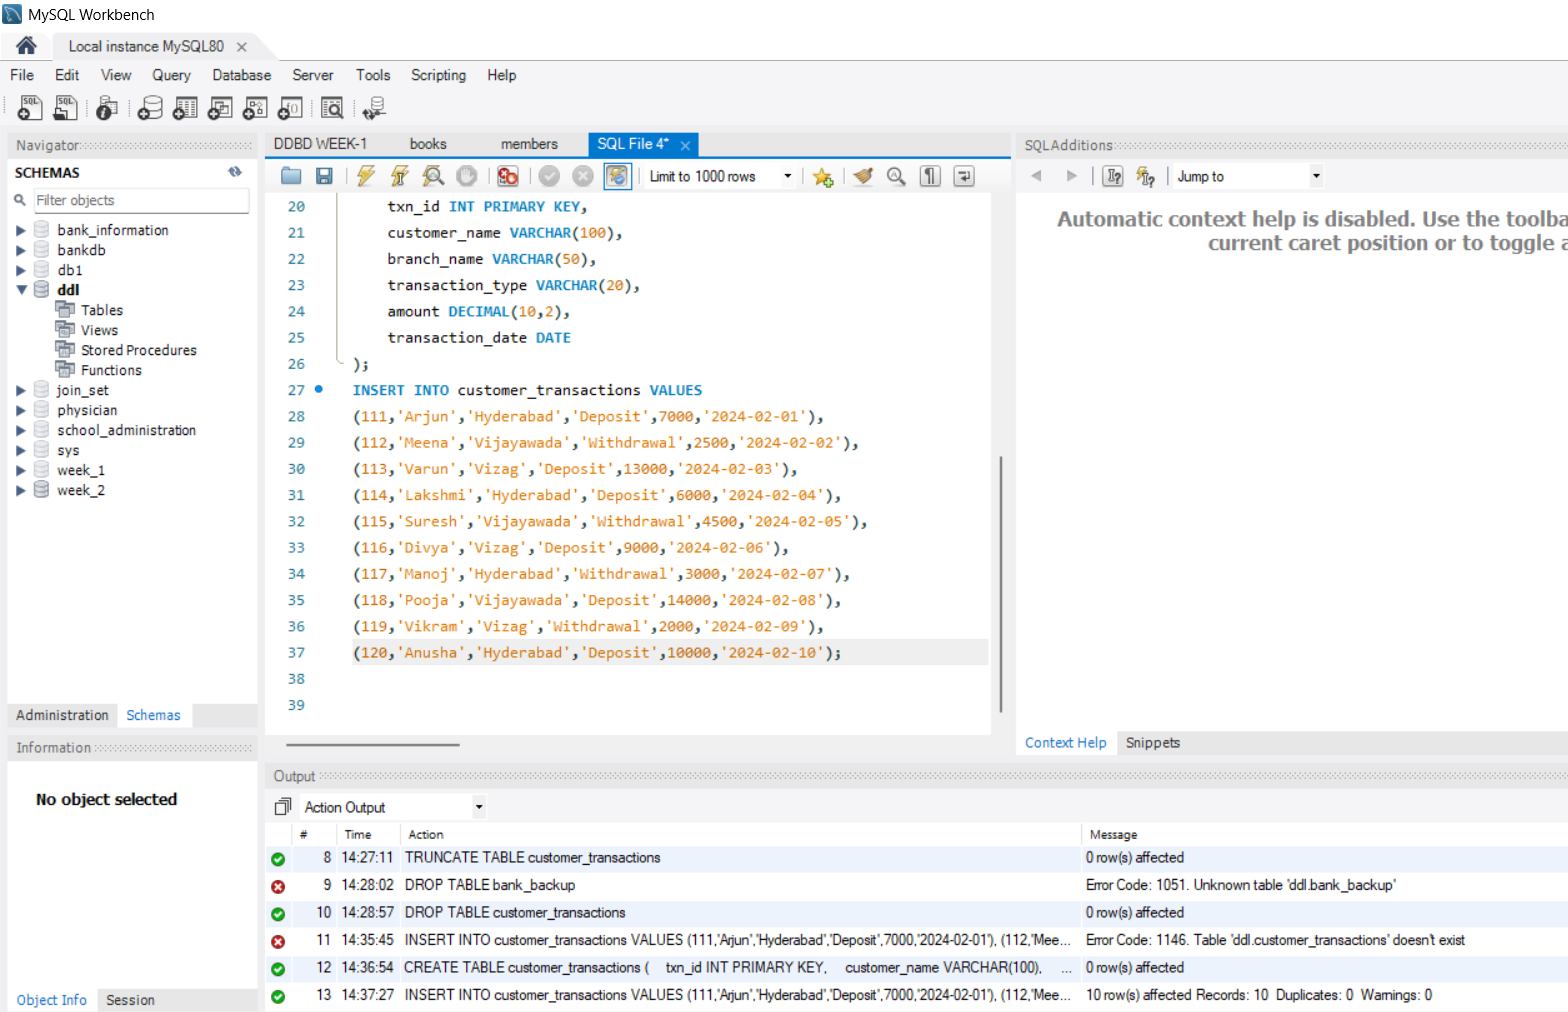 MySQL Workbench
Local instance MySQL80
File Edit View Query Database Server Tools Scripting Help
Navigator
SCHEMAS
Filter objects
bank_information
bankdb
db1
ddl
Tables
Views
Stored Procedures
Functions
join_set
physician
school_administration
sys
week_1
week_2
Administration Schemas
Information
No object selected
Object Info Session
DDBD WEEK-1 books members SQL File 4*
Limit to 1000 rows
20 txn_id INT PRIMARY KEY,
21 customer_name VARCHAR(100),
22 branch_name VARCHAR(50),
23 transaction_type VARCHAR(20),
24 amount DECIMAL(10,2),
25 transaction_date DATE
26 );
27 INSERT INTO customer_transactions VALUES
28 (111,'Arjun','Hyderabad','Deposit',7000,'2024-02-01'),
29 (112,'Meena','Vijayawada','Withdrawal',2500,'2024-02-02'),
30 (113,'Varun','Vizag','Deposit',13000,'2024-02-03'),
31 (114,'Lakshmi','Hyderabad','Deposit',6000,'2024-02-04'),
32 (115,'Suresh','Vijayawada','Withdrawal',4500,'2024-02-05'),
33 (116,'Divya','Vizag','Deposit',9000,'2024-02-06'),
34 (117,'Manoj','Hyderabad','Withdrawal',3000,'2024-02-07'),
35 (118,'Pooja','Vijayawada','Deposit',14000,'2024-02-08'),
36 (119,'Vikram','Vizag','Withdrawal',2000,'2024-02-09'),
37 (120,'Anusha','Hyderabad','Deposit',10000,'2024-02-10');
38
39
SQLAdditions
Jump to
Automatic context help is disabled. Use the toolba
current caret position or to toggle a
Context Help Snippets
Output
Action Output
# Time Action Message
8 14:27:11 TRUNCATE TABLE customer_transactions 0 row(s) affected
9 14:28:02 DROP TABLE bank_backup Error Code: 1051. Unknown table 'ddl.bank_backup'
10 14:28:57 DROP TABLE customer_transactions 0 row(s) affected
11 14:35:45 INSERT INTO customer_transactions VALUES (111,'Arjun','Hyderabad','Deposit',7000,'2024-02-01'), (112,'Mee... Error Code: 1146. Table 'ddl.customer_transactions' doesn't exist
12 14:36:54 CREATE TABLE customer_transactions ( txn_id INT PRIMARY KEY, customer_name VARCHAR(100), ... 0 row(s) affected
13 14:37:27 INSERT INTO customer_transactions VALUES (111,'Arjun','Hyderabad','Deposit',7000,'2024-02-01'), (112,'Mee... 10 row(s) affected Records: 10 Duplicates: 0 Warnings: 0